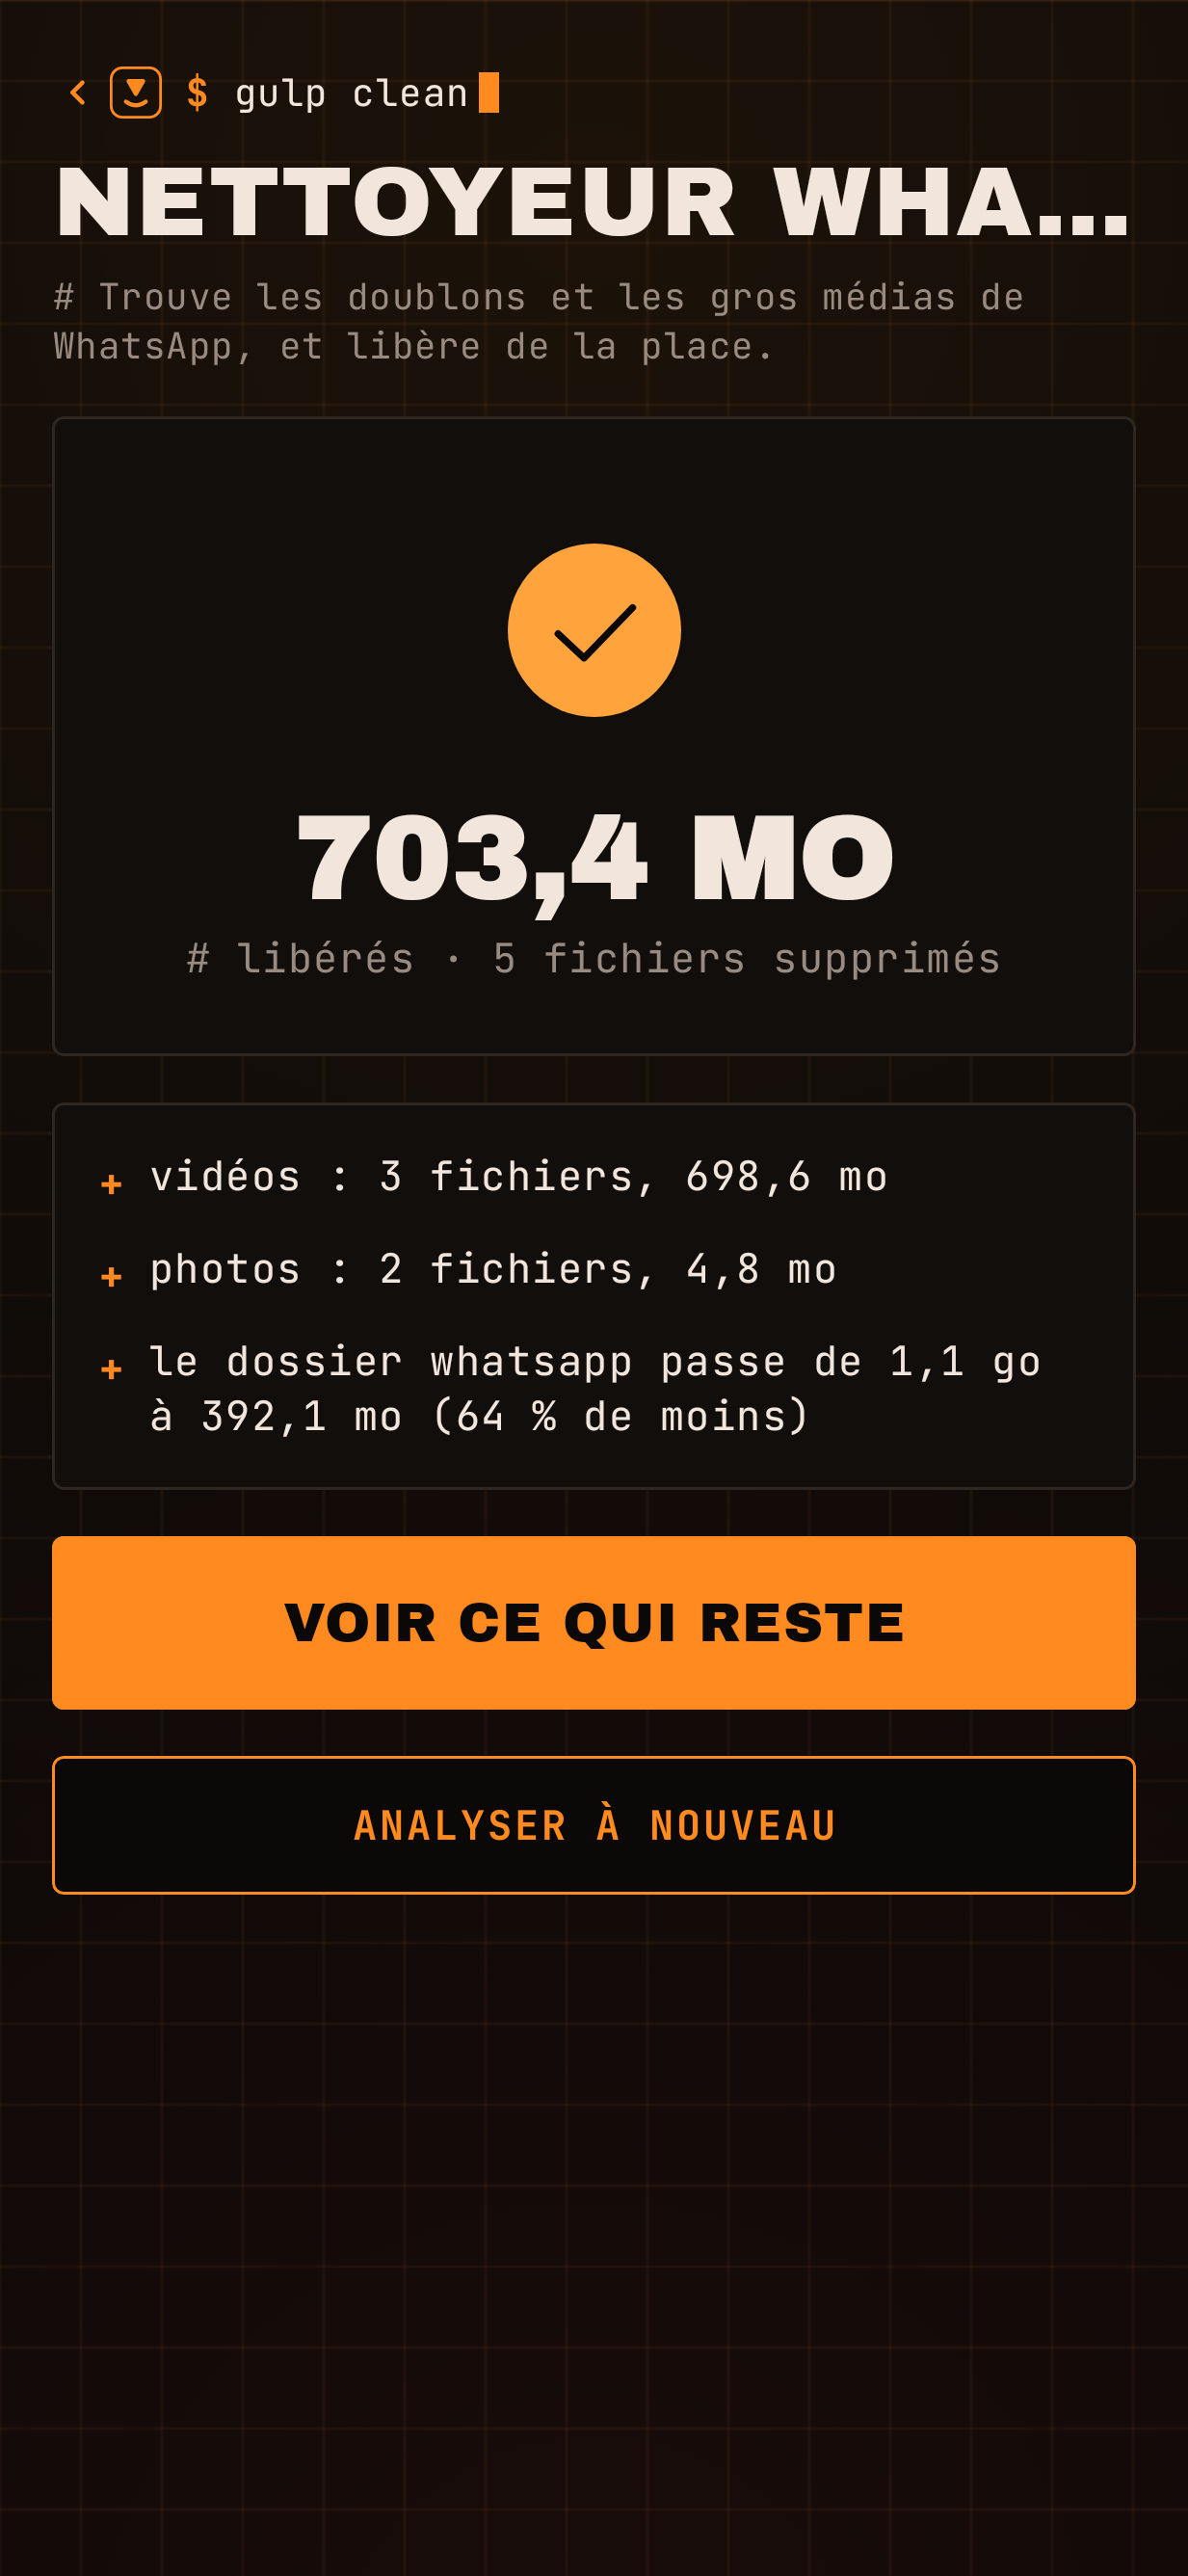 $ gulp clean
NETTOYEUR WHA...
# Trouve les doublons et les gros médias de
WhatsApp, et libère de la place.
703,4 MO
# libérés · 5 fichiers supprimés
+ vidéos : 3 fichiers, 698,6 mo
+ photos : 2 fichiers, 4,8 mo
+ le dossier whatsapp passe de 1,1 go
à 392,1 mo (64 % de moins)
VOIR CE QUI RESTE
ANALYSER À NOUVEAU